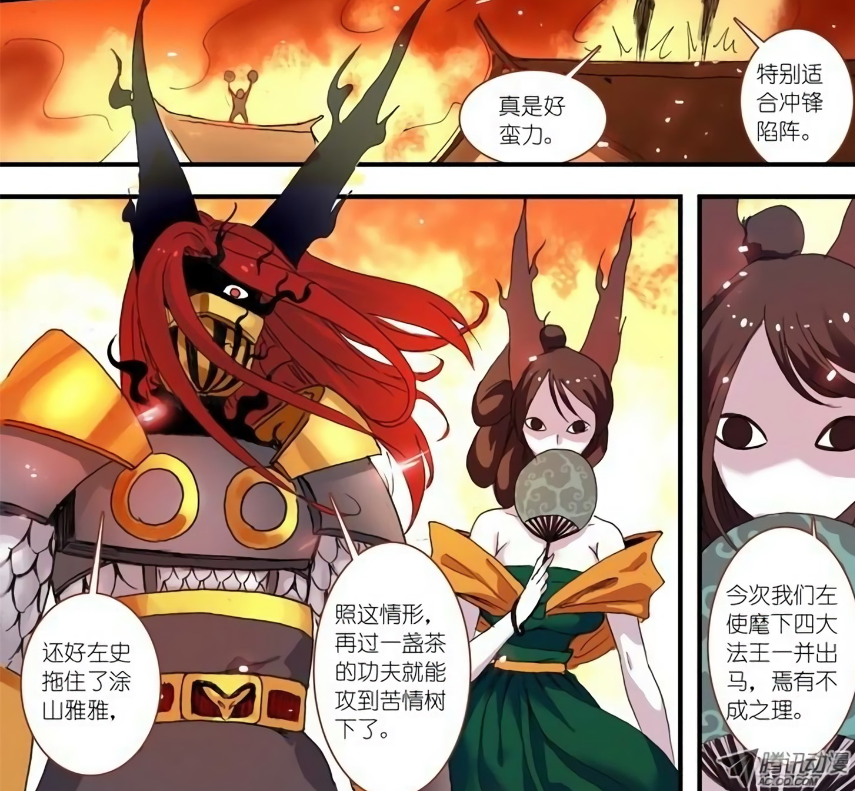 真是好
蛮力。
特别适
合冲锋
陷阵。
还好左史
拖住了涂
山雅雅，
照这情形，
再过一盏茶
的功夫就能
攻到苦情树
下了。
今次我们左
使麾下四大
法王一并出
马，焉有不
成之理。
腾讯动漫
AC.QQ.COM